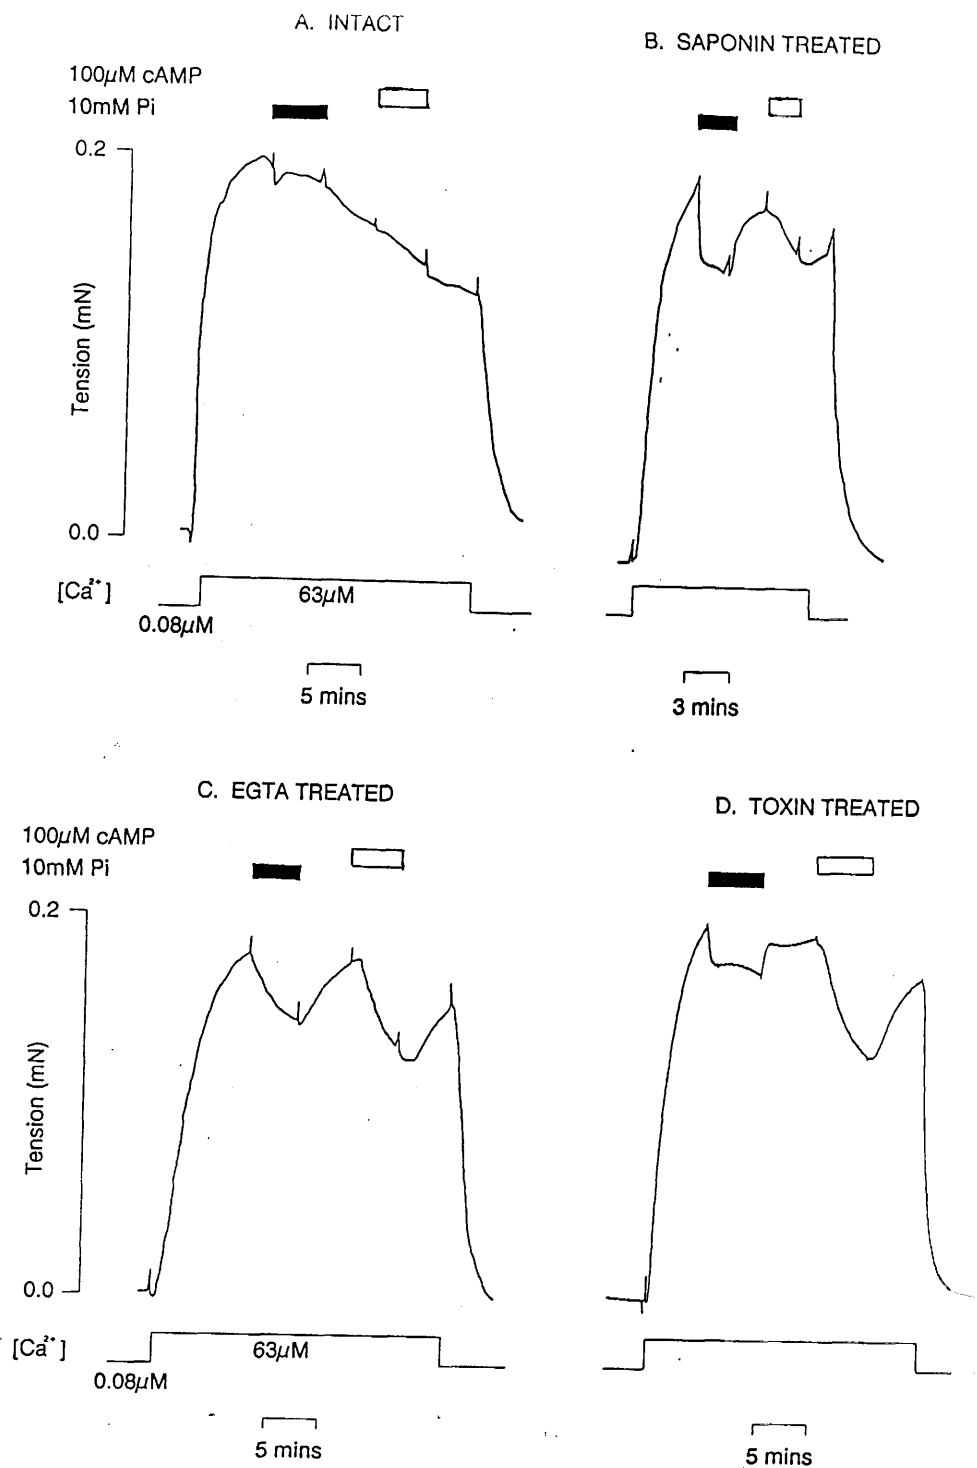 A. INTACT
B. SAPONIN TREATED
100μM cAMP
10mM Pi
0.2
Tension (mN)
0.0
[Ca²⁺]
63μM
0.08μM
5 mins
3 mins
C. EGTA TREATED
D. TOXIN TREATED
100μM cAMP
10mM Pi
0.2
Tension (mN)
0.0
[Ca²⁺]
63μM
0.08μM
5 mins
5 mins